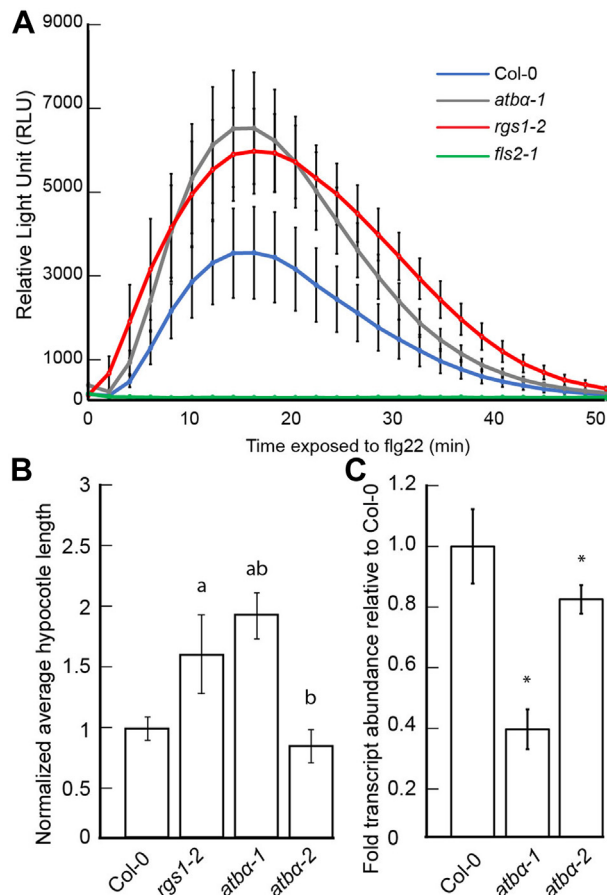 A
9000
7000
5000
3000
1000
0
Relative Light Unit (RLU)
Col-0
atbα-1
rgs1-2
fls2-1
0 10 20 30 40 50
Time exposed to flg22 (min)
B
Normalized average hypocotle length
3
2.5
2
1.5
1
0.5
0
a
ab
b
Col-0
rgs1-2
atbα-1
atbα-2
C
Fold transcript abundance relative to Col-0
1.2
1.0
0.8
0.6
0.4
0.2
0
*
*
Col-0
atbα-1
atbα-2